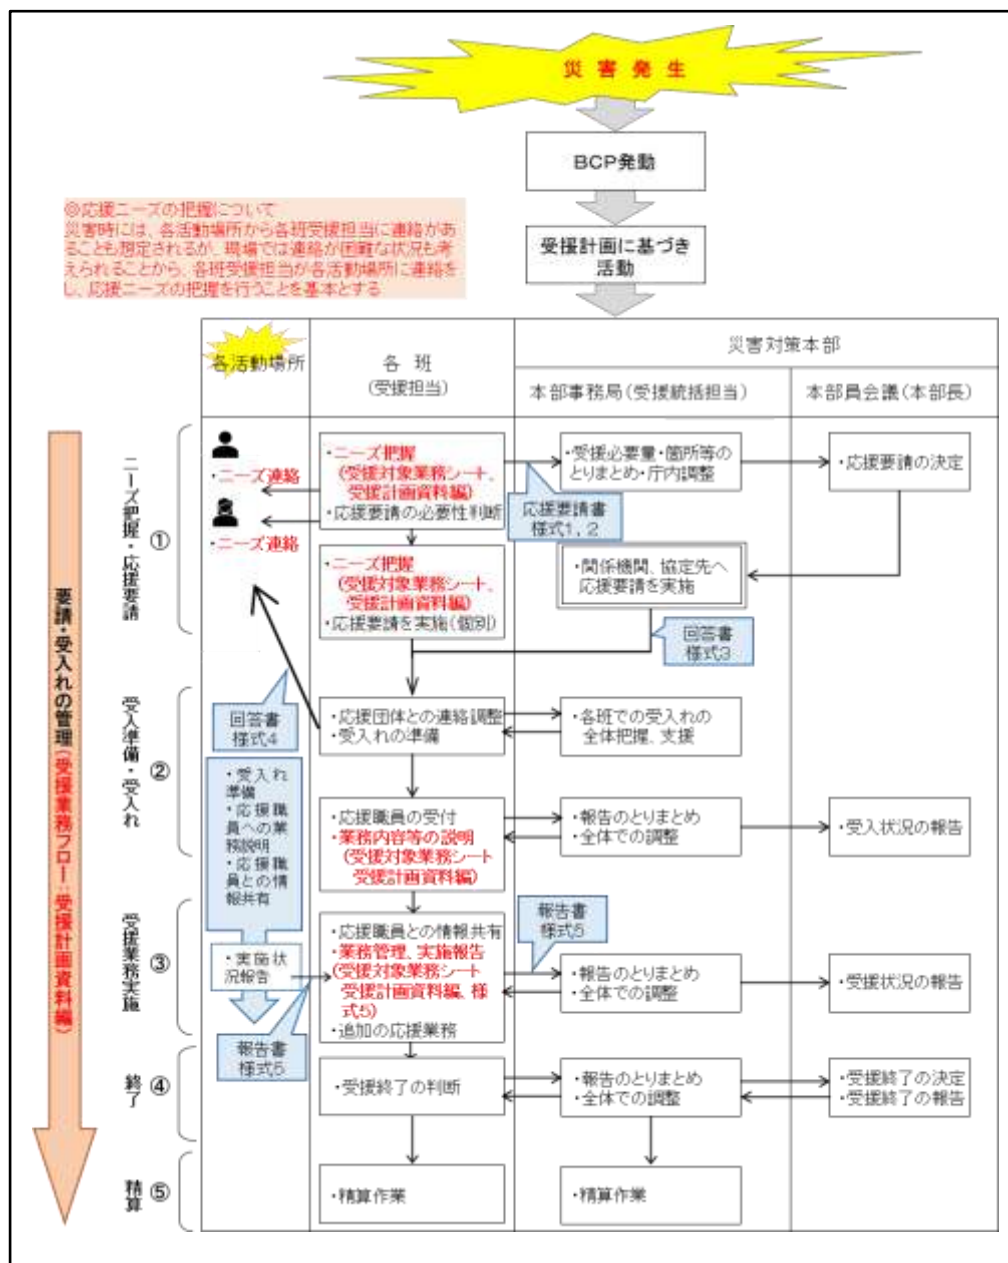 災害発生
BCP発動
受援計画に基づき
活動
◎応援ニーズの把握について
災害時には、各活動場所から各班受援担当に連絡があ
ることも想定されるが、現場では連絡が困難な状況も考
えられることから、各班受援担当が各活動場所に連絡を
し、応援ニーズの把握を行うことを基本とする
各活動場所
各 班
(受援担当)
災害対策本部
本部事務局(受援統括担当)
本部員会議(本部長)
要請・受入れの管理(受援業務フロー:受援計画資料編)
ニーズ把握・応援要請
①
・ニーズ連絡
・ニーズ連絡
・ニーズ把握
(受援対象業務シート、
受援計画資料編)
・応援要請の必要性判断
・受援必要量・箇所等の
とりまとめ・庁内調整
・応援要請の決定
応援要請書
様式1,2
・ニーズ把握
(受援対象業務シート、
受援計画資料編)
・応援要請を実施(個別)
・関係機関、協定先へ
応援要請を実施
回答書
様式3
受入準備・受入れ
②
回答書
様式4
・応援団体との連絡調整
・受入れの準備
・各班での受入れの
全体把握、支援
・受入れ
準備
・応援職
員への業
務説明
・応援職
員との情
報共有
・応援職員の受付
・業務内容等の説明
(受援対象業務シート
受援計画資料編)
・報告のとりまとめ
・全体での調整
・受入状況の報告
受援業務実施
③
・実施状
況報告
・応援職員との情報共有
・業務管理、実施報告
(受援対象業務シート
受援計画資料編、様
式5)
・追加の応援業務
報告書
様式5
・報告のとりまとめ
・全体での調整
・受援状況の報告
報告書
様式5
終了
④
・受援終了の判断
・報告のとりまとめ
・全体での調整
・受援終了の決定
・受援終了の報告
精算
⑤
・精算作業
・精算作業